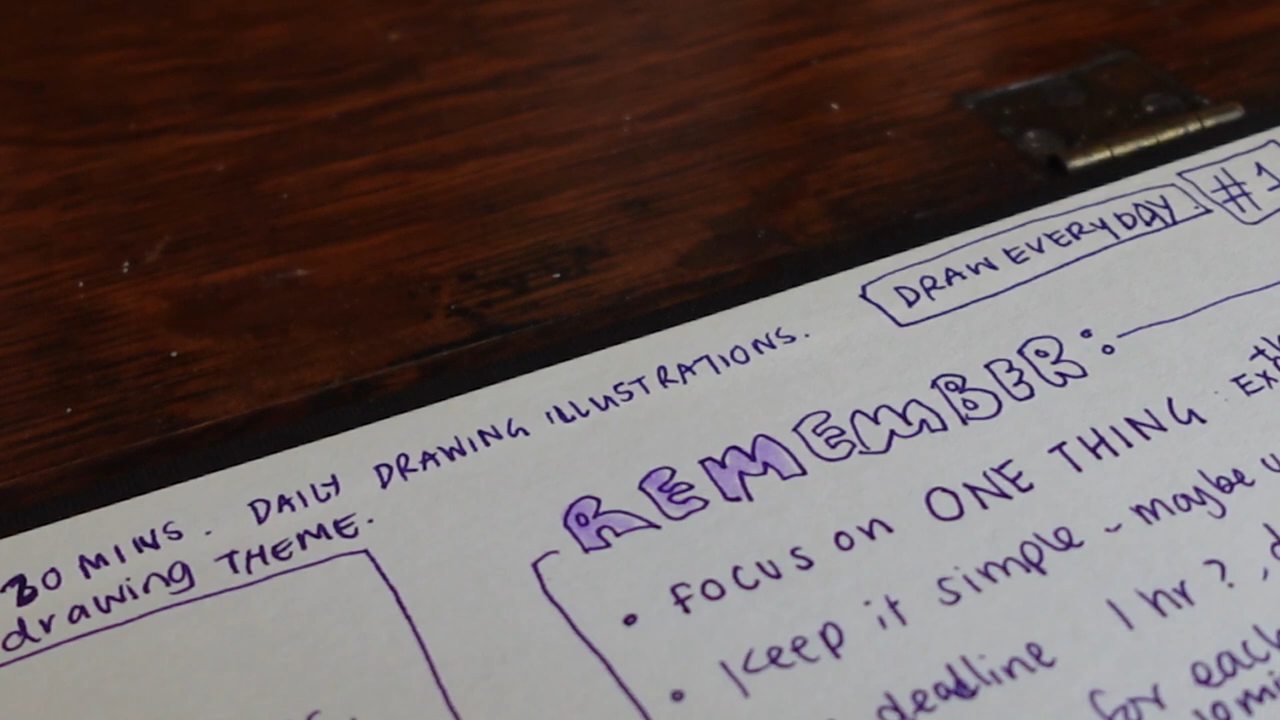 DRAW EVERYDAY. #1
30 MINS. DAILY DRAWING ILLUSTRATIONS.
drawing THEME.
REMEMBER:
• FOCUS on ONE THING
• Keep it simple - maybe
deadline 1 hr?
for each